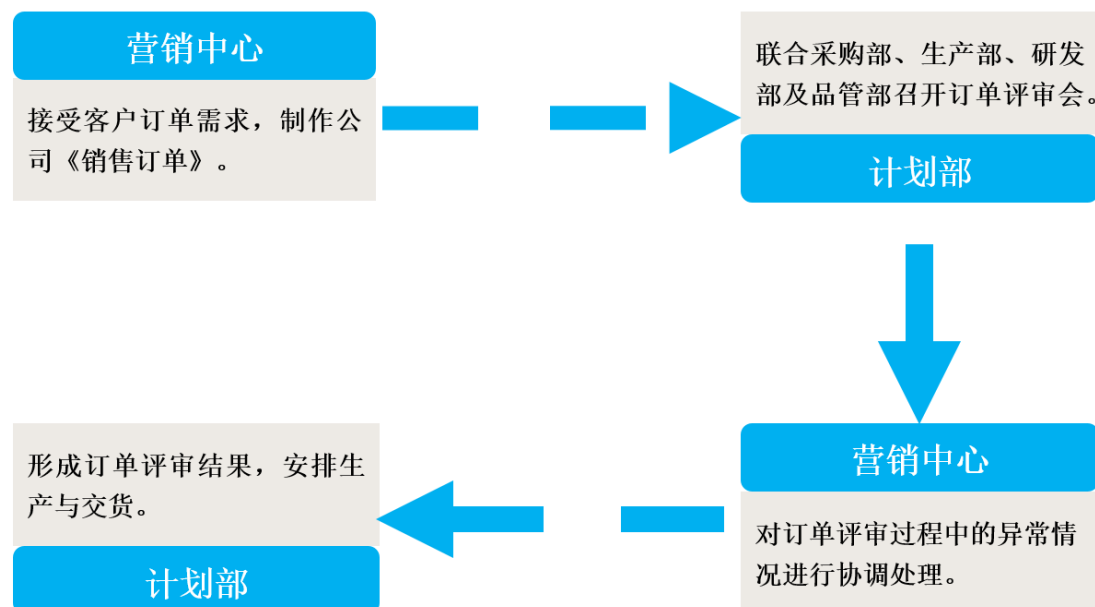 营销中心
接受客户订单需求，制作公
司《销售订单》。
联合采购部、生产部、研发
部及品管部召开订单评审会。
计划部
营销中心
对订单评审过程中的异常情
况进行协调处理。
形成订单评审结果，安排生
产与交货。
计划部